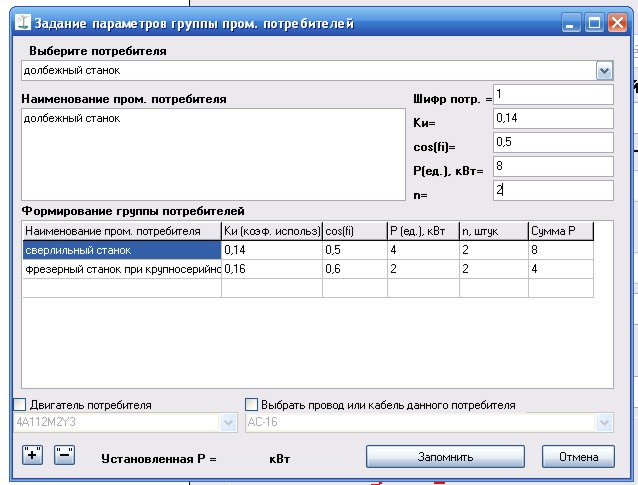 Задание параметров группы пром. потребителей
Выберите потребителя
долбежный станок
Наименование пром. потребителя
долбежный станок
Шифр потр. = 1
Ки= 0,14
cos(fi)= 0,5
Р(ед.), кВт= 8
n= 2
Формирование группы потребителей
Наименование пром. потребителя Ки (коэф. использ) cos(fi) Р (ед.), кВт n, штук Сумма Р
сверлильный станок 0,14 0,5 4 2 8
фрезерный станок при крупносерийно 0,16 0,6 2 2 4
Двигатель потребителя Выбрать провод или кабель данного потребителя
4А112М2У3 АС-16
"+" "-" Установленная Р = кВт Запомнить Отмена